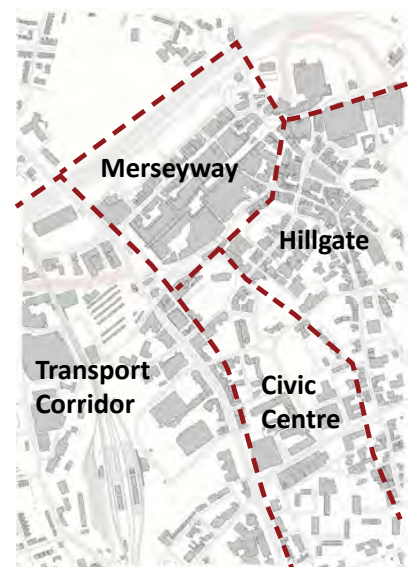 Merseyway
Hillgate
Transport
Corridor
Civic
Centre